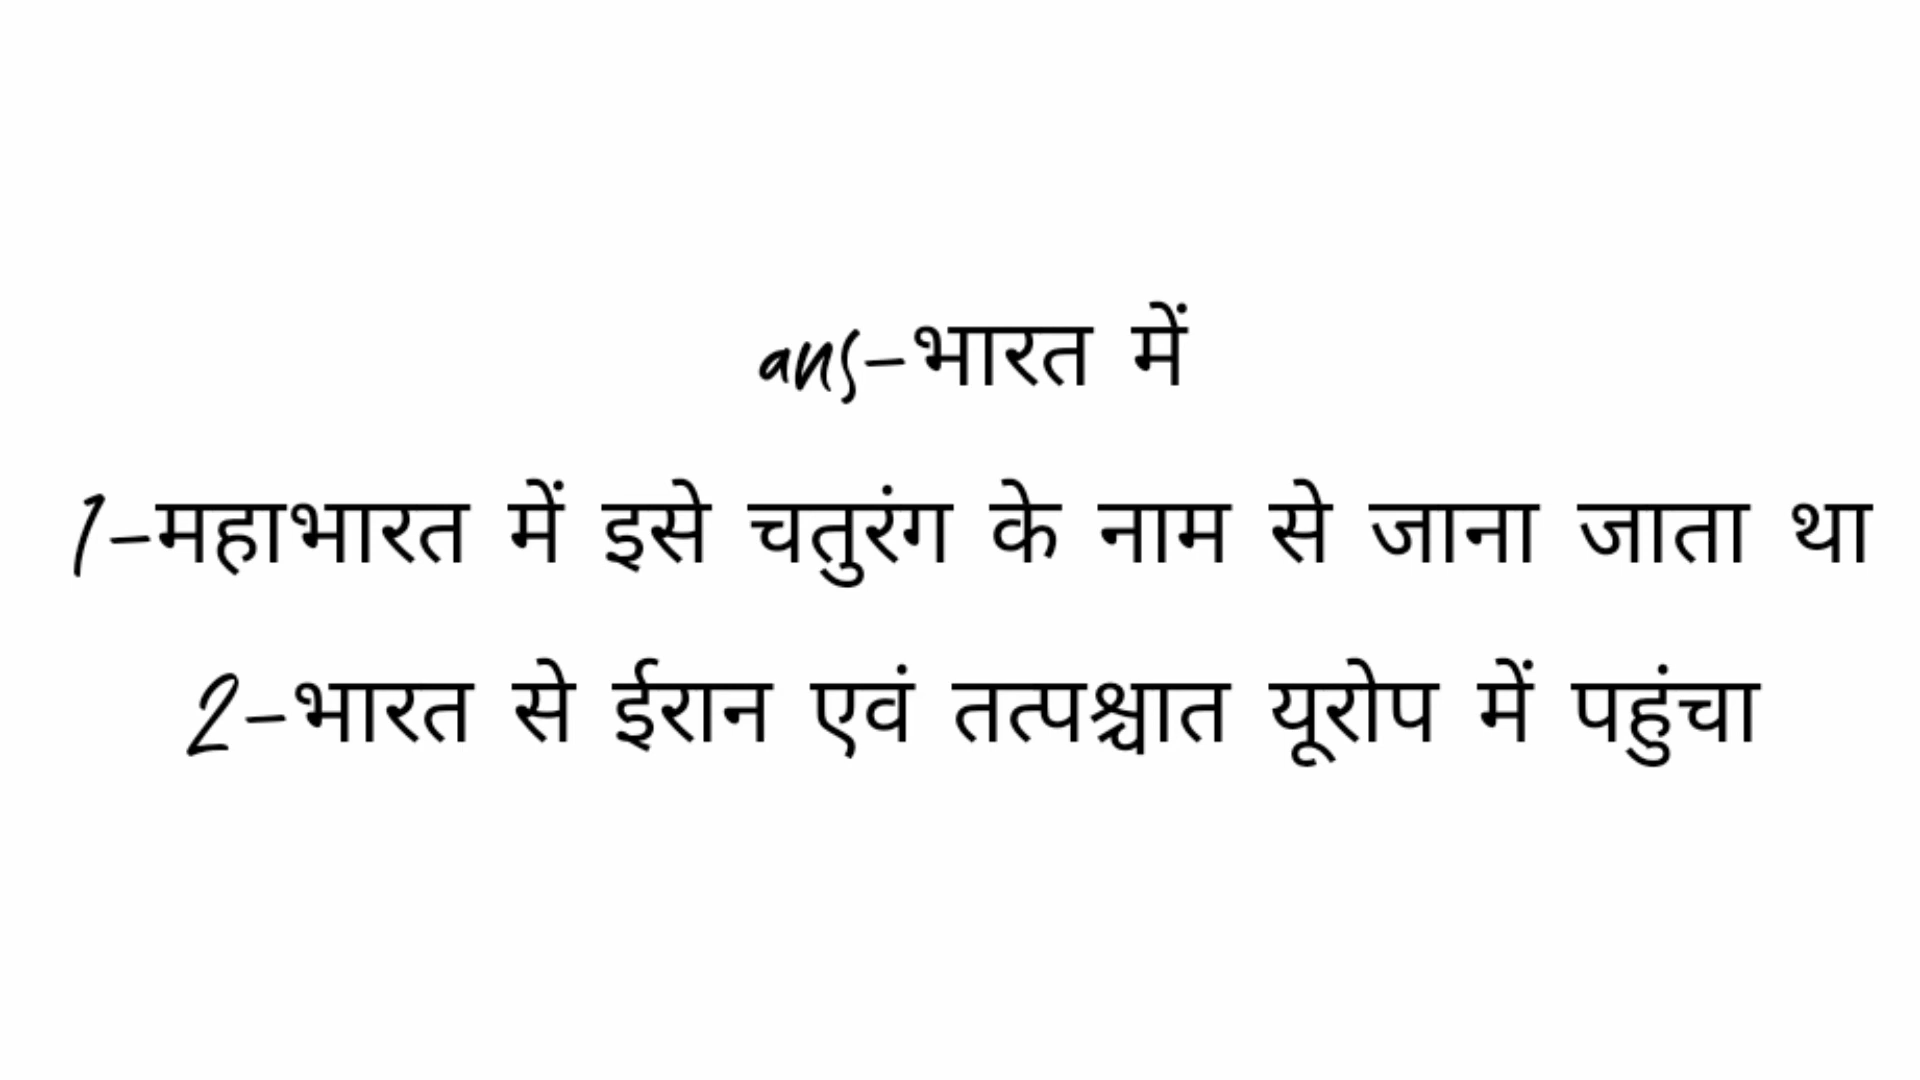 ans-भारत में
1-महाभारत में इसे चतुरंग के नाम से जाना जाता था
2-भारत से ईरान एवं तत्पश्चात यूरोप में पहुंचा